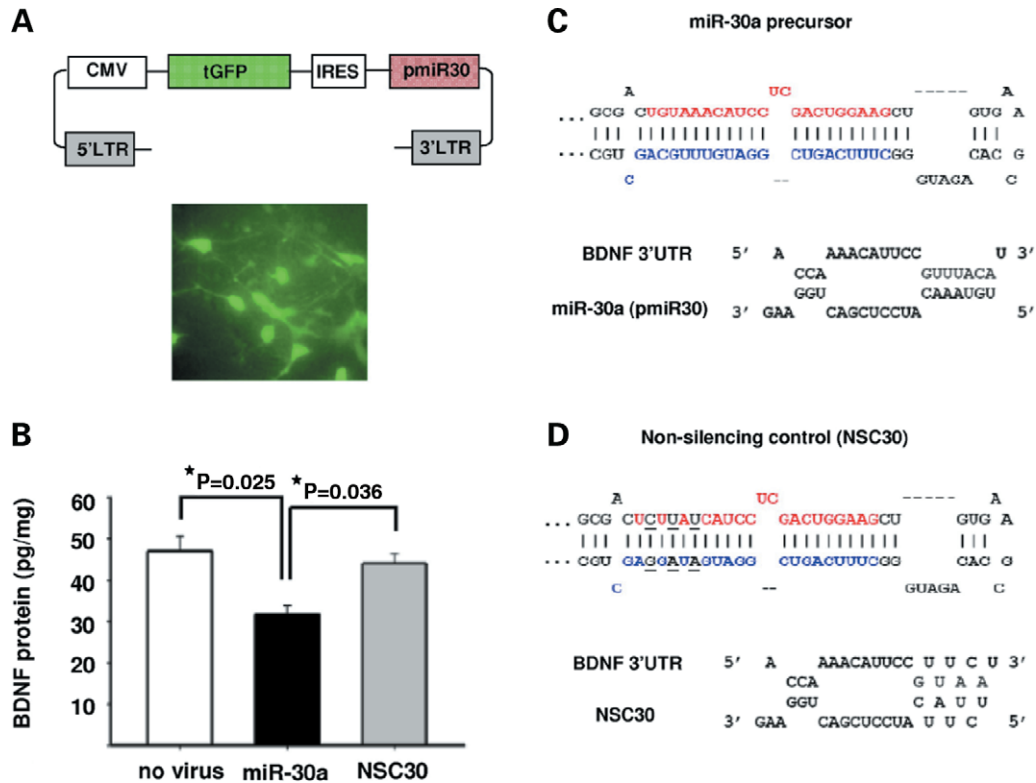 A
CMV tGFP IRES pmiR30
5'LTR 3'LTR
B
★P=0.025
★P=0.036
BDNF protein (pg/mg)
60
50
40
30
20
10
no virus miR-30a NSC30
C
miR-30a precursor
A UC ----- A
... GCG CUGUAAACAUCC GACUGGAAGCU GUG A
... CGU GACGUUUGUAGG CUGACUUUCGG CAC G
C -- GUAGA C
BDNF 3'UTR 5' A AAACAUUCC U 3'
CCA GUUUACA
GGU CAAAUGU
miR-30a (pmiR30) 3' GAA CAGCUCCUA 5'
D
Non-silencing control (NSC30)
A UC ----- A
... GCG CUCUUAUCAUCC GACUGGAAGCU GUG A
... CGU GAGGAUAGUAGG CUGACUUUCGG CAC G
C -- GUAGA C
BDNF 3'UTR 5' A AAACAUUCC U U C U 3'
CCA G U A A
GGU C A U U
NSC30 3' GAA CAGCUCCUA U U C 5'